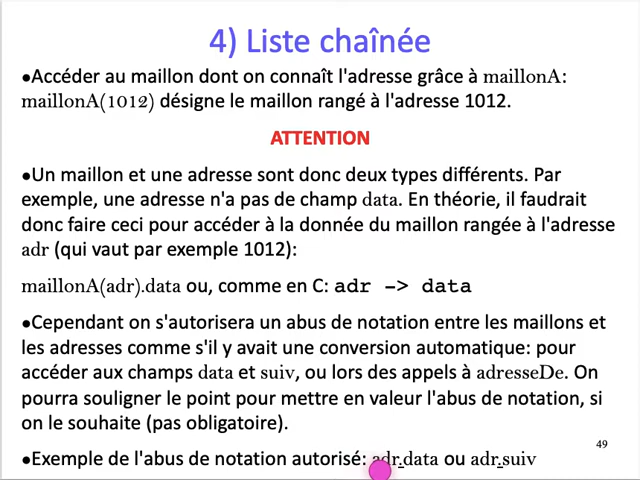 4) Liste chaînée
●Accéder au maillon dont on connaît l'adresse grâce à maillonA:
maillonA(1012) désigne le maillon rangé à l'adresse 1012.
ATTENTION
●Un maillon et une adresse sont donc deux types différents. Par
exemple, une adresse n'a pas de champ data. En théorie, il faudrait
donc faire ceci pour accéder à la donnée du maillon rangée à l'adresse
adr (qui vaut par exemple 1012):
maillonA(adr).data ou, comme en C: adr -> data
●Cependant on s'autorisera un abus de notation entre les maillons et
les adresses comme s'il y avait une conversion automatique: pour
accéder aux champs data et suiv, ou lors des appels à adresseDe. On
pourra souligner le point pour mettre en valeur l'abus de notation, si
on le souhaite (pas obligatoire).
49
●Exemple de l'abus de notation autorisé: adr.data ou adr.suiv